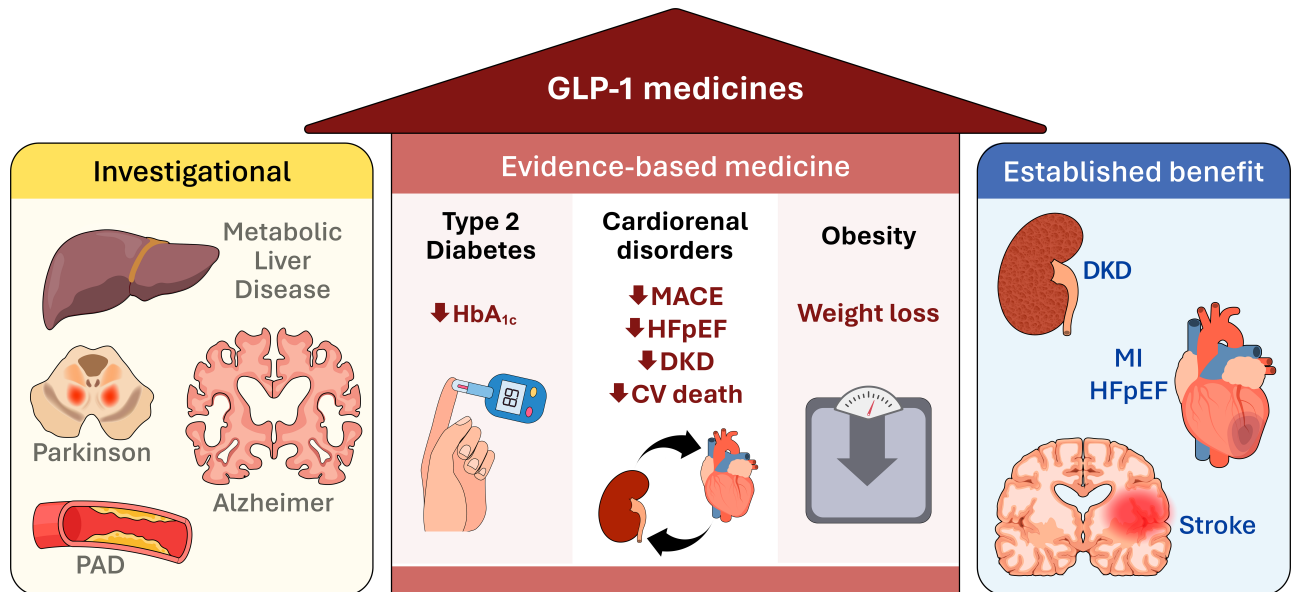 GLP-1 medicines
Investigational
Metabolic
Liver
Disease
Parkinson
Alzheimer
PAD
Evidence-based medicine
Type 2
Diabetes
HbA1c
89
Cardiorenal
disorders
MACE
HFpEF
DKD
CV death
Obesity
Weight loss
Established benefit
DKD
MI
HFpEF
Stroke